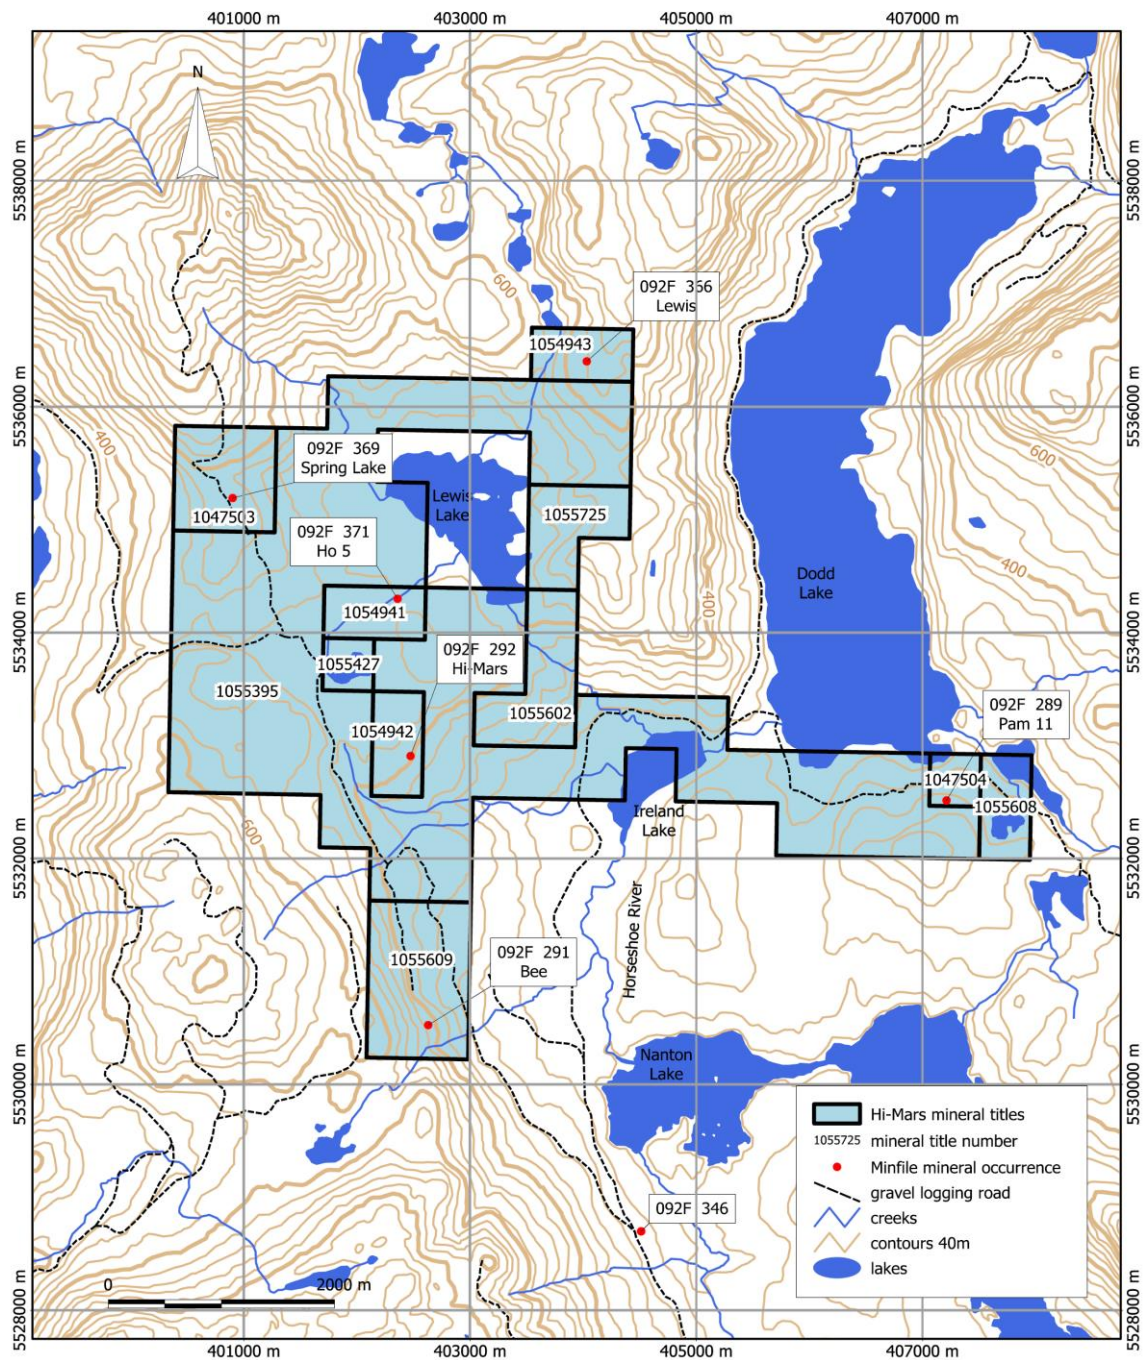 401000 m
403000 m
405000 m
407000 m
N
5538000 m
5538000 m
600
092F 366
Lewis
1054943
5536000 m
5536000 m
400
600
092F 369
Spring Lake
1047503
Lewis
Lake
1055725
092F 371
Ho 5
400
Dodd
Lake
400
1054941
5534000 m
5534000 m
092F 292
Hi-Mars
1055427
1055395
1055602
092F 289
Pam 11
1054942
1047504
1055608
Ireland
Lake
600
5532000 m
5532000 m
Horseshoe River
1055609
092F 291
Bee
Nanton
Lake
5530000 m
5530000 m
Hi-Mars mineral titles
1055725 mineral title number
Minfile mineral occurrence
gravel logging road
creeks
contours 40m
lakes
092F 346
0 2000 m
5528000 m
5528000 m
401000 m
403000 m
405000 m
407000 m